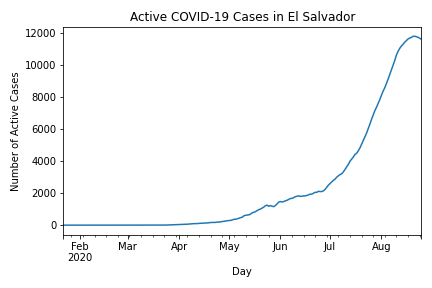 Active COVID-19 Cases in El Salvador
Number of Active Cases
12000
10000
8000
6000
4000
2000
0
Feb Mar Apr May Jun Jul Aug
2020
Day